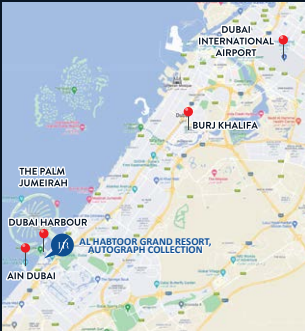 DUBAI
INTERNATIONAL
AIRPORT
BURJ KHALIFA
THE PALM
JUMEIRAH
DUBAI HARBOUR
AL HABTOOR GRAND RESORT,
AUTOGRAPH COLLECTION
AIN DUBAI